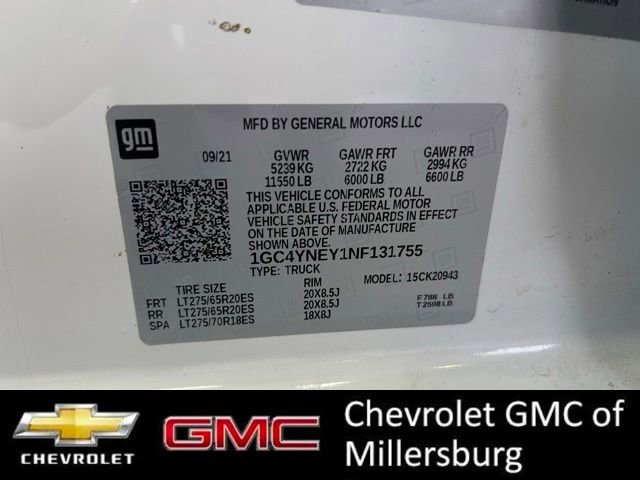 FORMATION
gm
MFD BY GENERAL MOTORS LLC
09/21 GVWR GAWR FRT GAWR RR
5239 KG 2722 KG 2994 KG
11550 LB 6000 LB 6600 LB
THIS VEHICLE CONFORMS TO ALL
APPLICABLE U.S. FEDERAL MOTOR
VEHICLE SAFETY STANDARDS IN EFFECT
ON THE DATE OF MANUFACTURE
SHOWN ABOVE.
1GC4YNEY1NF131755
TYPE: TRUCK MODEL: 15CK20943
TIRE SIZE RIM
FRT LT275/65R20ES 20X8.5J F 788 LB
RR LT275/65R20ES 20X8.5J T 2598 LB
SPA LT275/70R18ES 18X8J
CHEVROLET GMC Chevrolet GMC of
Millersburg